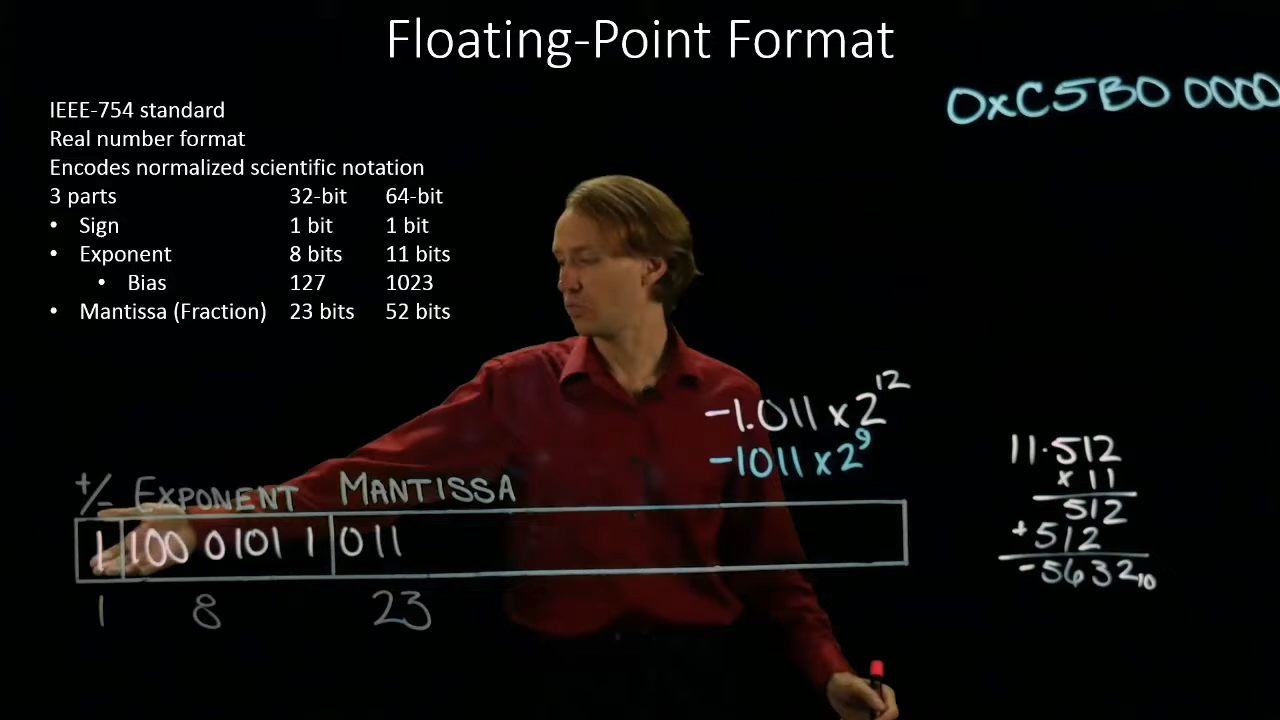 Floating-Point Format
0xC5B0 0000
IEEE-754 standard
Real number format
Encodes normalized scientific notation
3 parts 32-bit 64-bit
• Sign 1 bit 1 bit
• Exponent 8 bits 11 bits
• Bias 127 1023
• Mantissa (Fraction) 23 bits 52 bits
-1.011 x 2^12
-1011 x 2^9
11·512
x 11
512
+512
-5632₁₀
+/- EXPONENT MANTISSA
1 100 0101 1 011
1 8 23